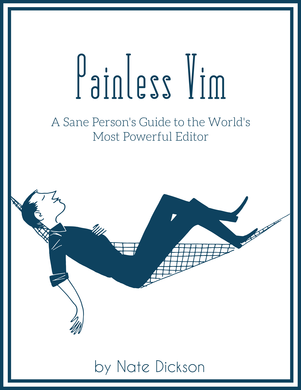 Painless Vim
A Sane Person's Guide to the World's
Most Powerful Editor
by Nate Dickson